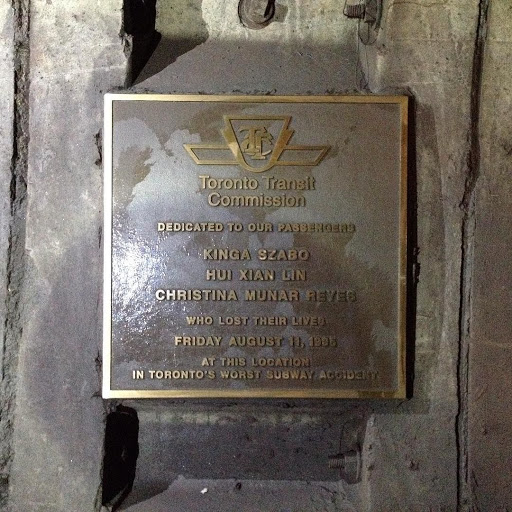 TTC
Toronto Transit
Commission
DEDICATED TO OUR PASSENGERS
KINGA SZABO
HUI XIAN LIN
CHRISTINA MUNAR REYES
WHO LOST THEIR LIVES
FRIDAY AUGUST 11, 1995
AT THIS LOCATION
IN TORONTO'S WORST SUBWAY ACCIDENT